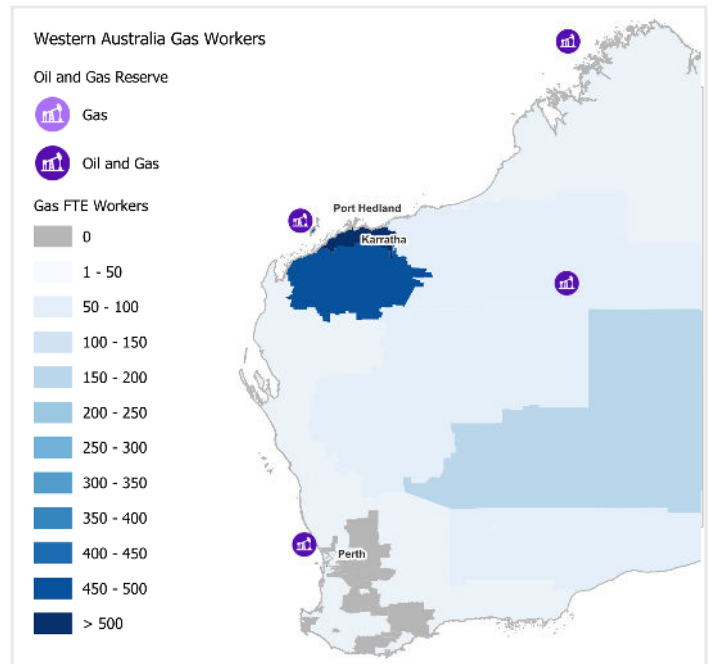 Western Australia Gas Workers
Oil and Gas Reserve
Gas
Oil and Gas
Gas FTE Workers
0
1 - 50
50 - 100
100 - 150
150 - 200
200 - 250
250 - 300
300 - 350
350 - 400
400 - 450
450 - 500
> 500
Port Hedland
Karratha
Perth